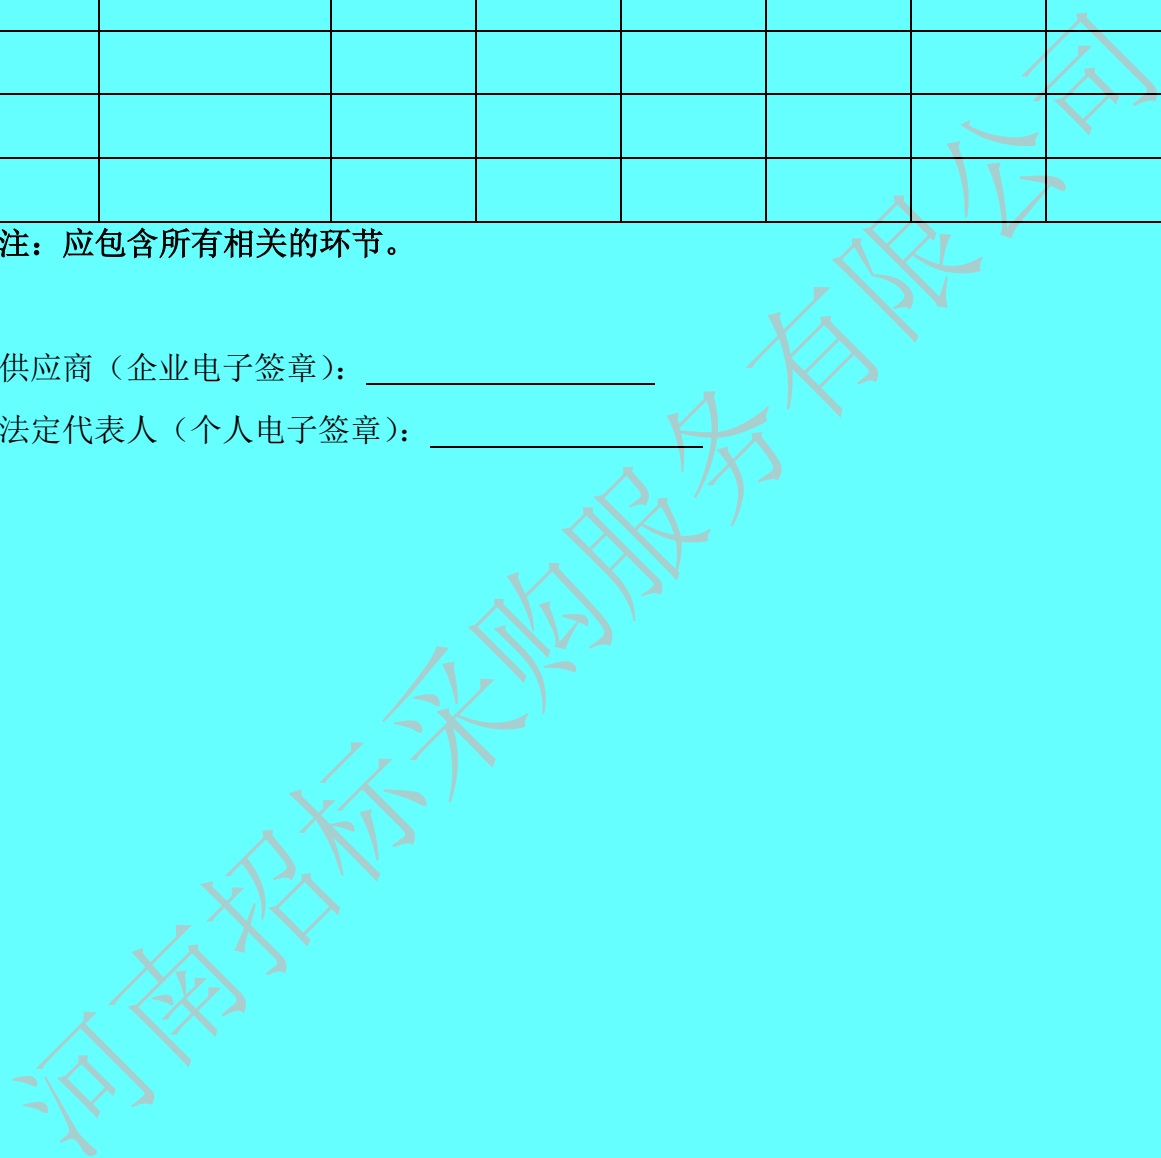 注：应包含所有相关的环节。
供应商（企业电子签章）：
法定代表人（个人电子签章）：
河南招标采购服务有限公司